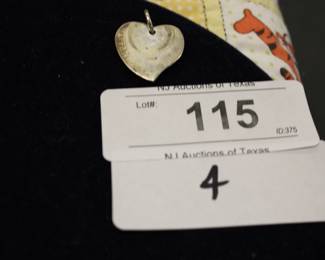 NJ Auctions of Texas
Lot#:
115
ID:375
NJ Auctions of Texas
4